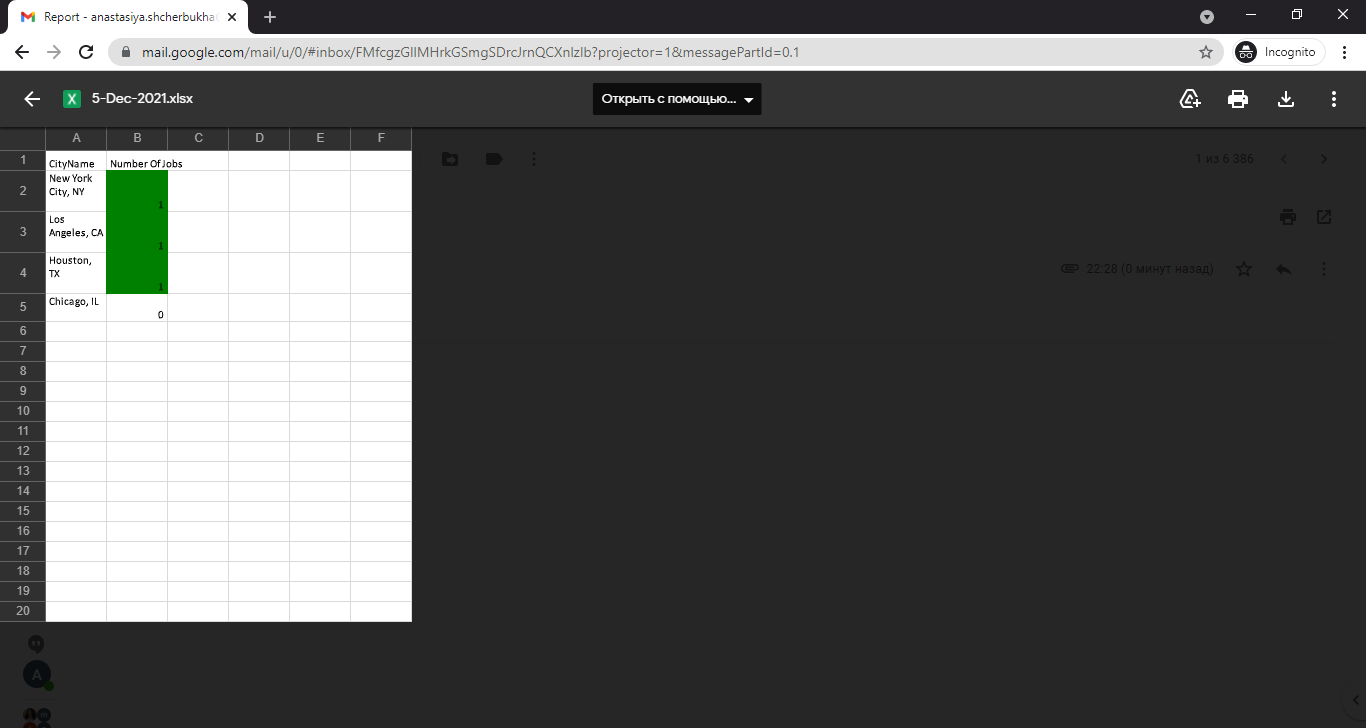 Report - anastasiya.shcherbukha
mail.google.com/mail/u/0/#inbox/FMfcgzGllMHrkGSmgSDrcJrnQCXnlzlb?projector=1&messagePartId=0.1
Incognito
X
5-Dec-2021.xlsx
Открыть с помощью...
A B C D E F
1 CityName Number Of Jobs
New York
2 City, NY 1
Los
3 Angeles, CA 1
Houston,
4 TX 1
5 Chicago, IL 0
6
7
8
9
10
11
12
13
14
15
16
17
18
19
20
1 из 6 386
22:28 (0 минут назад)
A